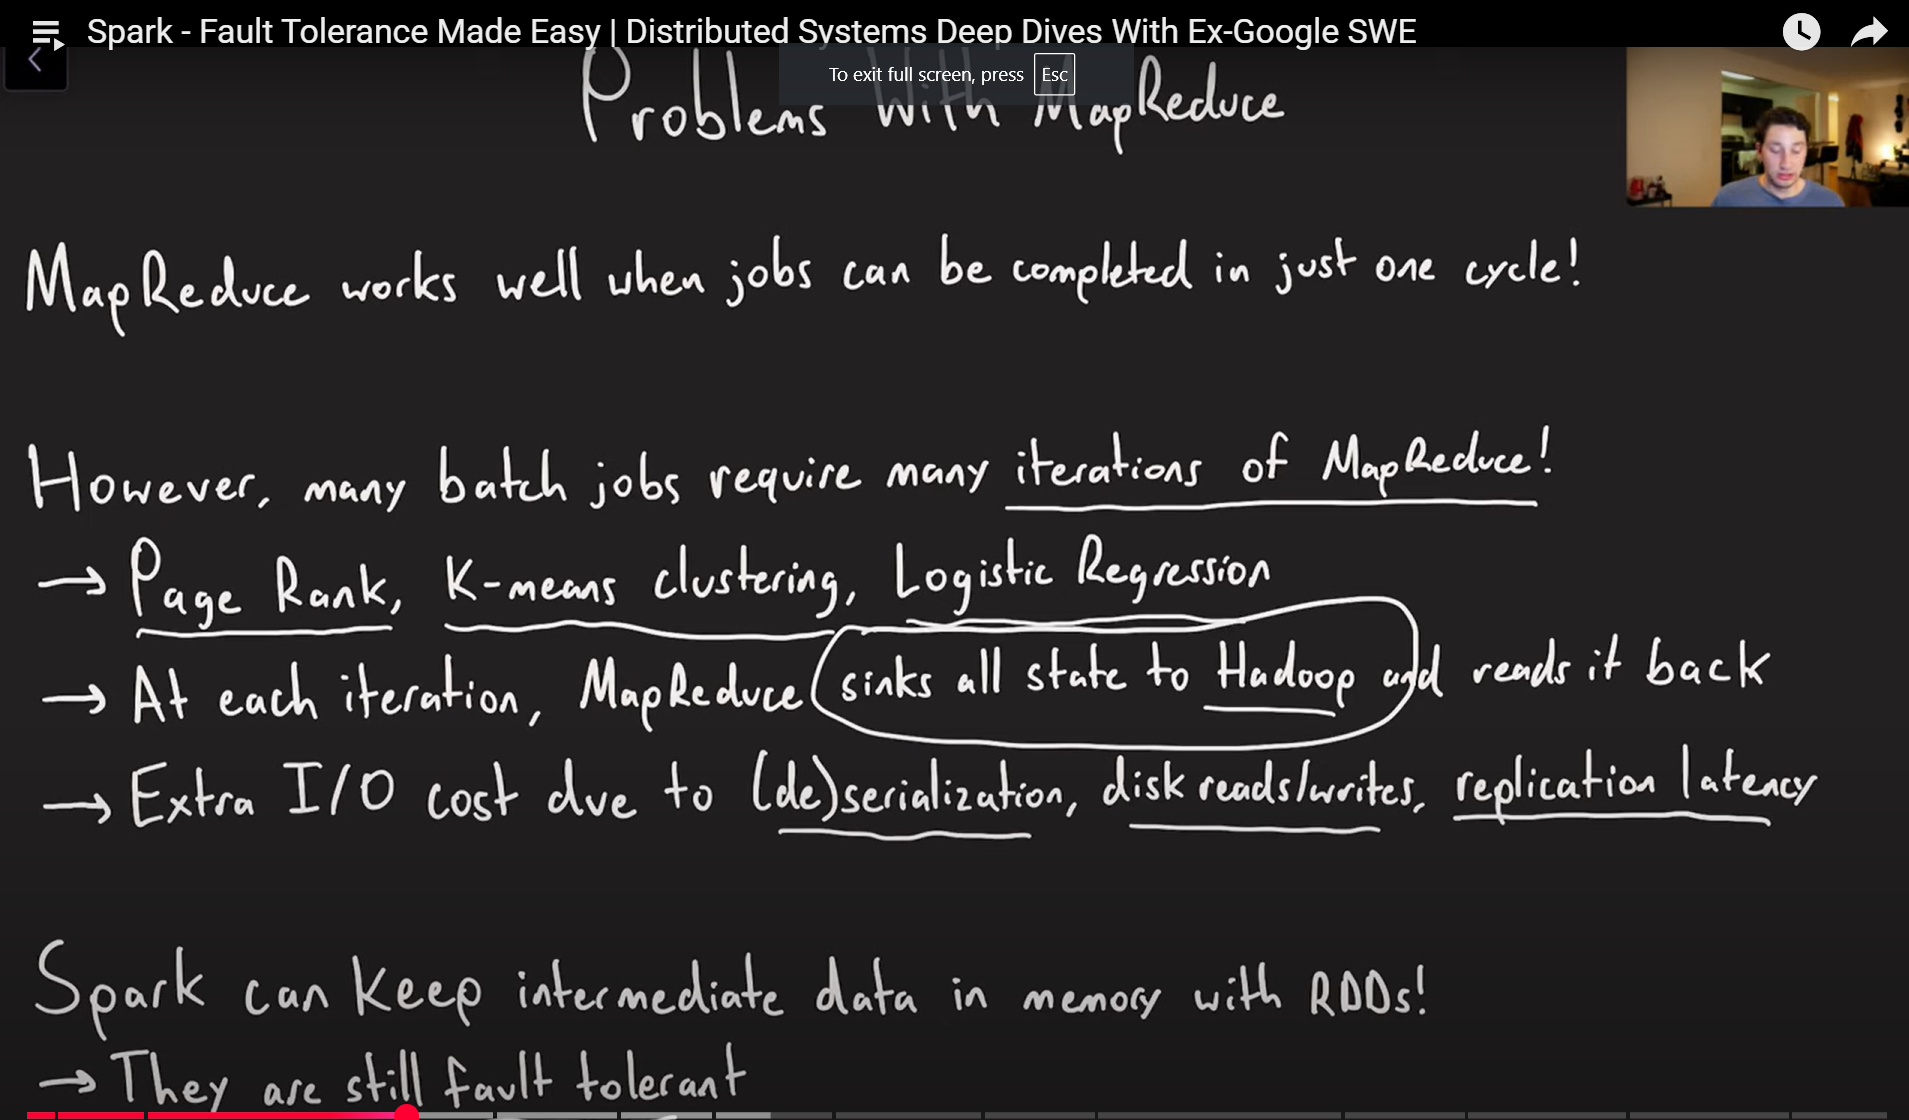 Spark - Fault Tolerance Made Easy | Distributed Systems Deep Dives With Ex-Google SWE
To exit full screen, press Esc
Problems With MapReduce
MapReduce works well when jobs can be completed in just one cycle!
However, many batch jobs require many iterations of MapReduce!
→ Page Rank, K-means clustering, Logistic Regression
→ At each iteration, MapReduce sinks all state to Hadoop and reads it back
→ Extra I/O cost due to (de)serialization, disk reads/writes, replication latency
Spark can keep intermediate data in memory with RDDs!
→ They are still fault tolerant